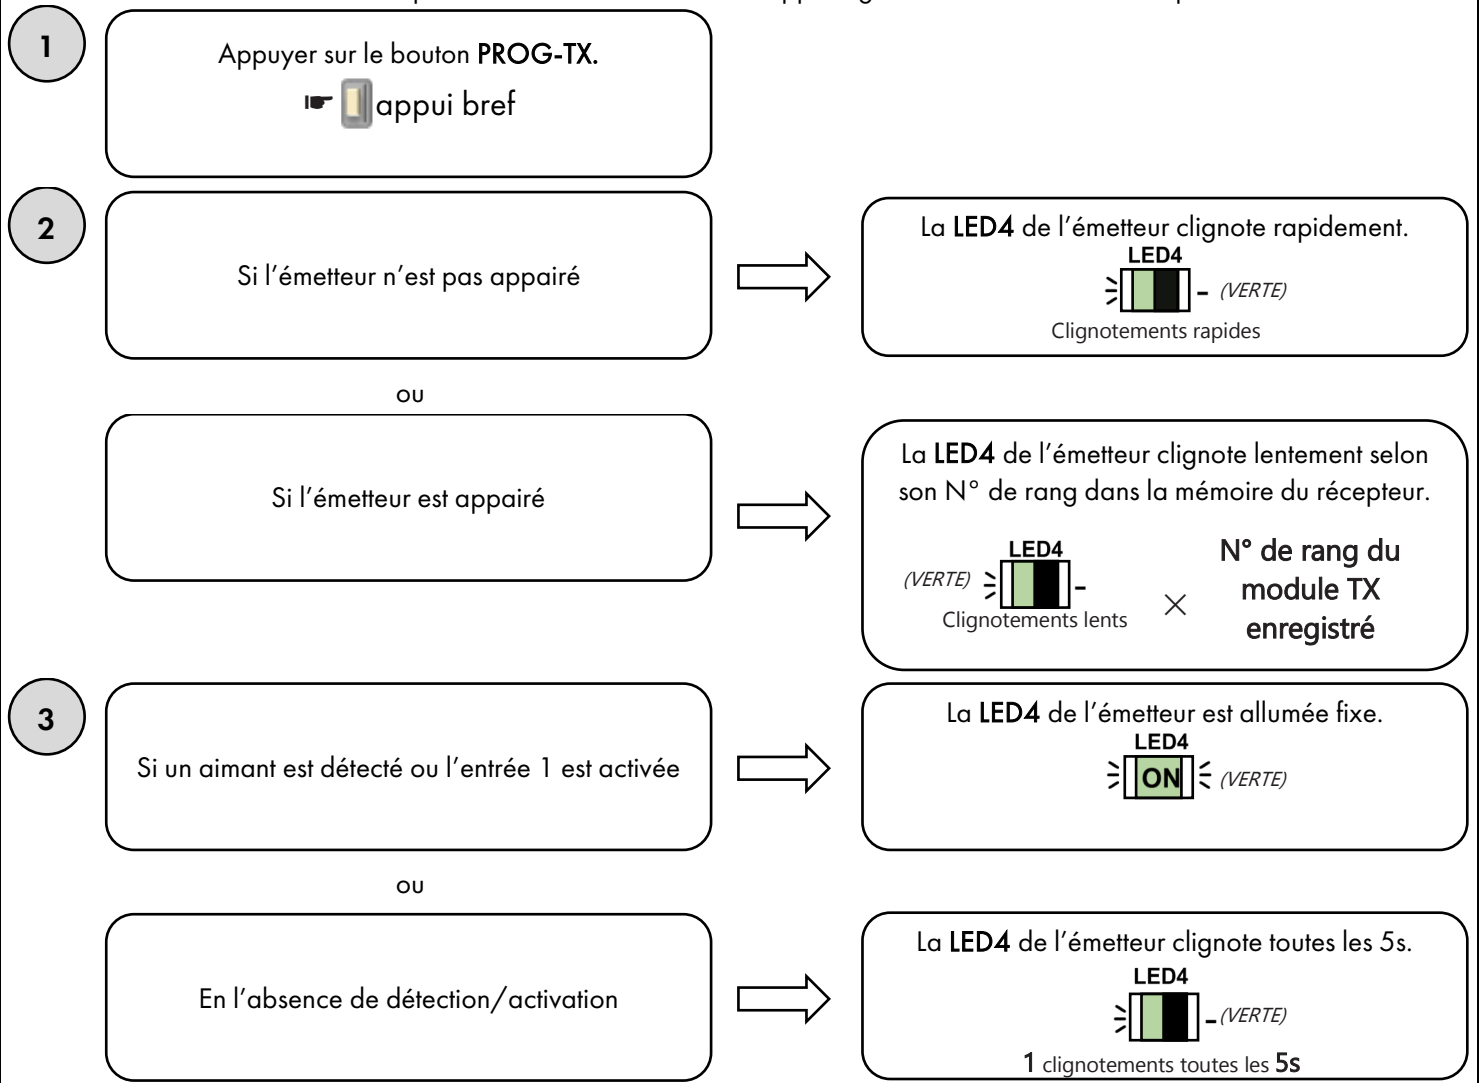 1
Appuyer sur le bouton PROG-TX.
appui bref
2
Si l'émetteur n'est pas appairé
La LED4 de l'émetteur clignote rapidement.
LED4
(VERTE)
Clignotements rapides
ou
Si l'émetteur est appairé
La LED4 de l'émetteur clignote lentement selon
son N° de rang dans la mémoire du récepteur.
LED4
(VERTE)
Clignotements lents
×
N° de rang du
module TX
enregistré
3
Si un aimant est détecté ou l'entrée 1 est activée
La LED4 de l'émetteur est allumée fixe.
LED4
ON
(VERTE)
ou
En l'absence de détection/activation
La LED4 de l'émetteur clignote toutes les 5s.
LED4
(VERTE)
1 clignotements toutes les 5s